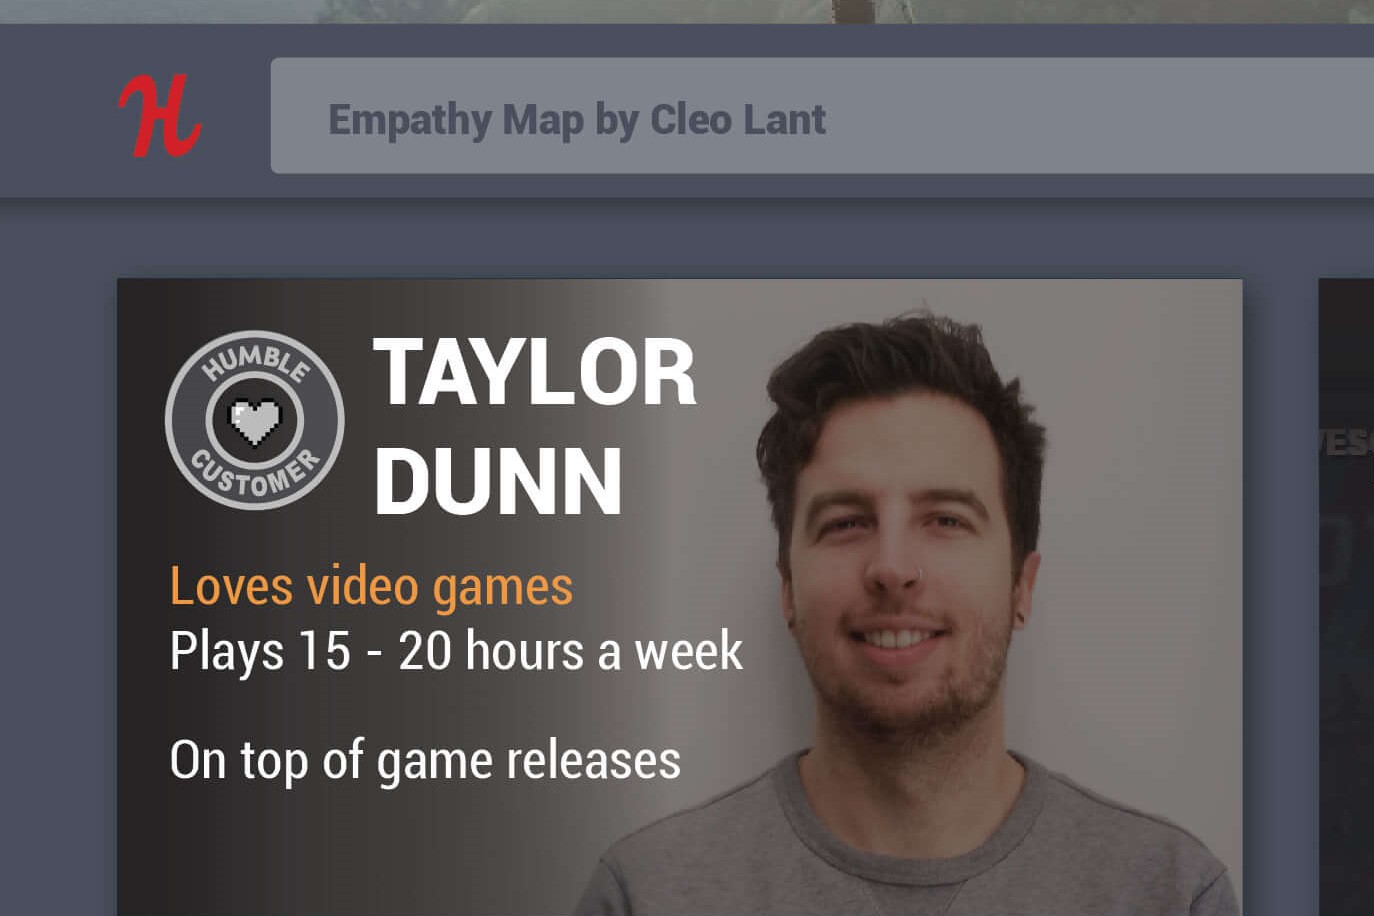 H
Empathy Map by Cleo Lant
HUMBLE
CUSTOMER
TAYLOR
DUNN
Loves video games
Plays 15 - 20 hours a week
On top of game releases